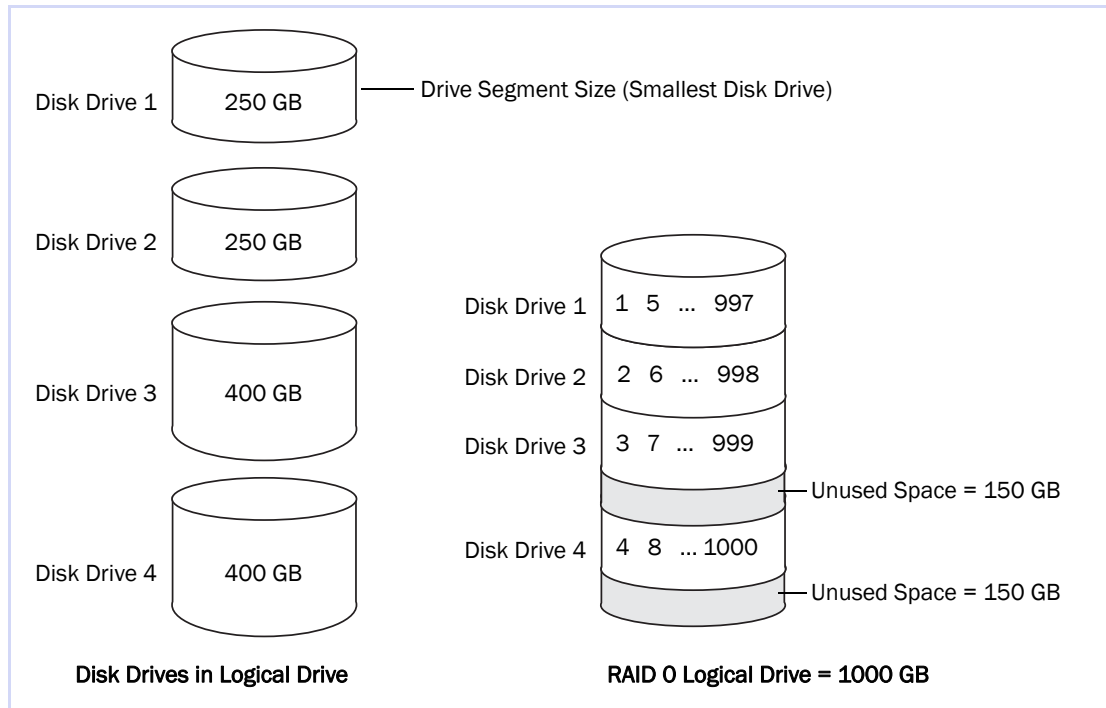 Disk Drive 1
250 GB
Drive Segment Size (Smallest Disk Drive)
Disk Drive 2
250 GB
Disk Drive 3
400 GB
Disk Drive 4
400 GB
Disk Drives in Logical Drive
Disk Drive 1
1 5 ... 997
Disk Drive 2
2 6 ... 998
Disk Drive 3
3 7 ... 999
Unused Space = 150 GB
Disk Drive 4
4 8 ... 1000
Unused Space = 150 GB
RAID 0 Logical Drive = 1000 GB